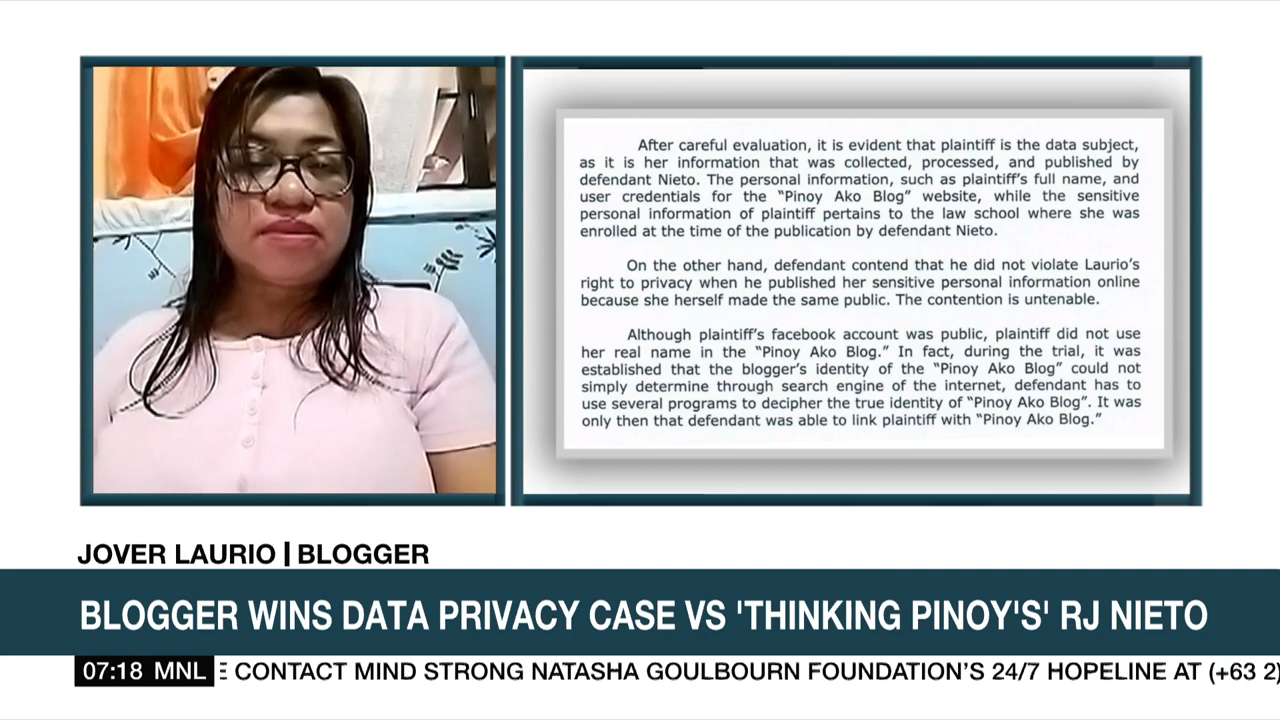 After careful evaluation, it is evident that plaintiff is the data subject,
as it is her information that was collected, processed, and published by
defendant Nieto. The personal information, such as plaintiff's full name, and
user credentials for the "Pinoy Ako Blog" website, while the sensitive
personal information of plaintiff pertains to the law school where she was
enrolled at the time of the publication by defendant Nieto.
On the other hand, defendant contend that he did not violate Laurio's
right to privacy when he published her sensitive personal information online
because she herself made the same public. The contention is untenable.
Although plaintiff's facebook account was public, plaintiff did not use
her real name in the "Pinoy Ako Blog." In fact, during the trial, it was
established that the blogger's identity of the "Pinoy Ako Blog" could not
simply determine through search engine of the internet, defendant has to
use several programs to decipher the true identity of "Pinoy Ako Blog". It was
only then that defendant was able to link plaintiff with "Pinoy Ako Blog."
JOVER LAURIO | BLOGGER
BLOGGER WINS DATA PRIVACY CASE VS 'THINKING PINOY'S' RJ NIETO
07:18 MNL E CONTACT MIND STRONG NATASHA GOULBOURN FOUNDATION'S 24/7 HOPELINE AT (+63 2)